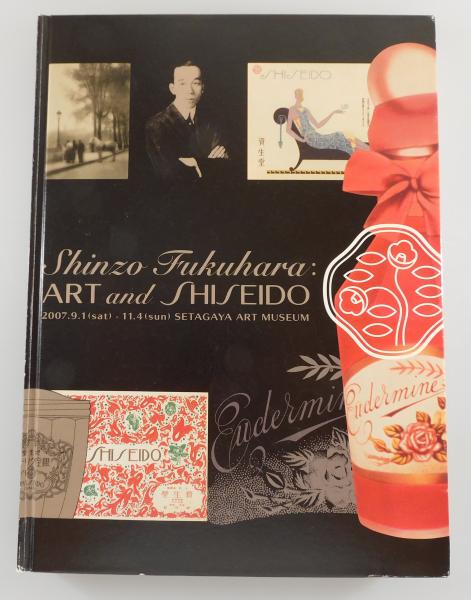 SHISEIDO
資生堂
Shinzo Fukuhara:
ART and SHISEIDO
2007.9.1(sat) - 11.4(sun) SETAGAYA ART MUSEUM
Eudermine
Eudermine
SHISEIDO
堂生資